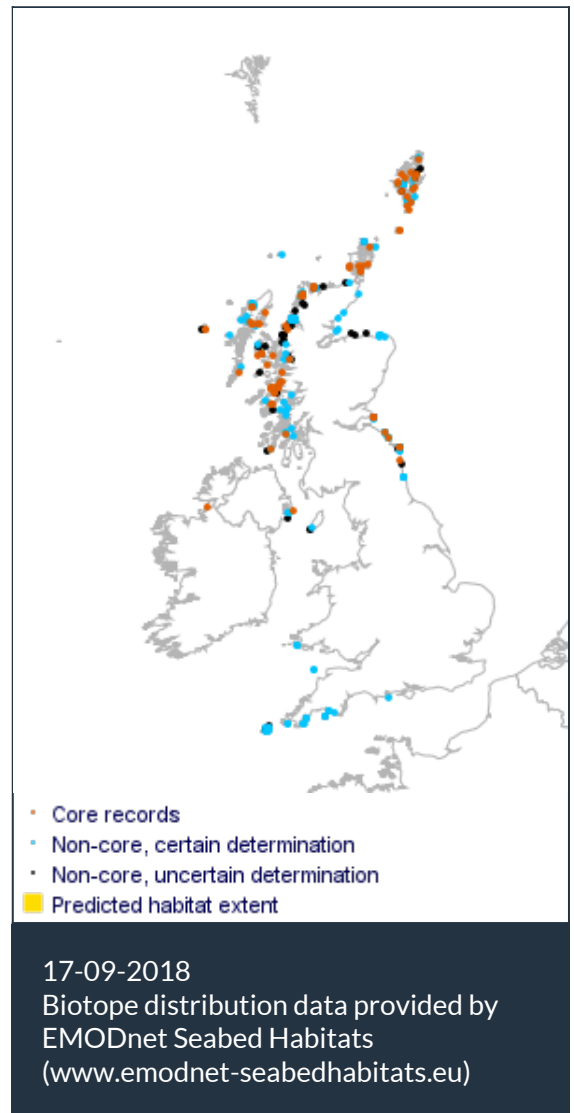 Core records
Non-core, certain determination
Non-core, uncertain determination
Predicted habitat extent
17-09-2018
Biotope distribution data provided by
EMODnet Seabed Habitats
(www.emodnet-seabedhabitats.eu)